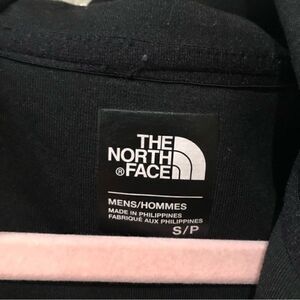 THE
NORTH
® FACE
MENS/HOMMES
MADE IN PHILIPPINES
FABRIQUÉ AUX PHILIPPINES
S/P